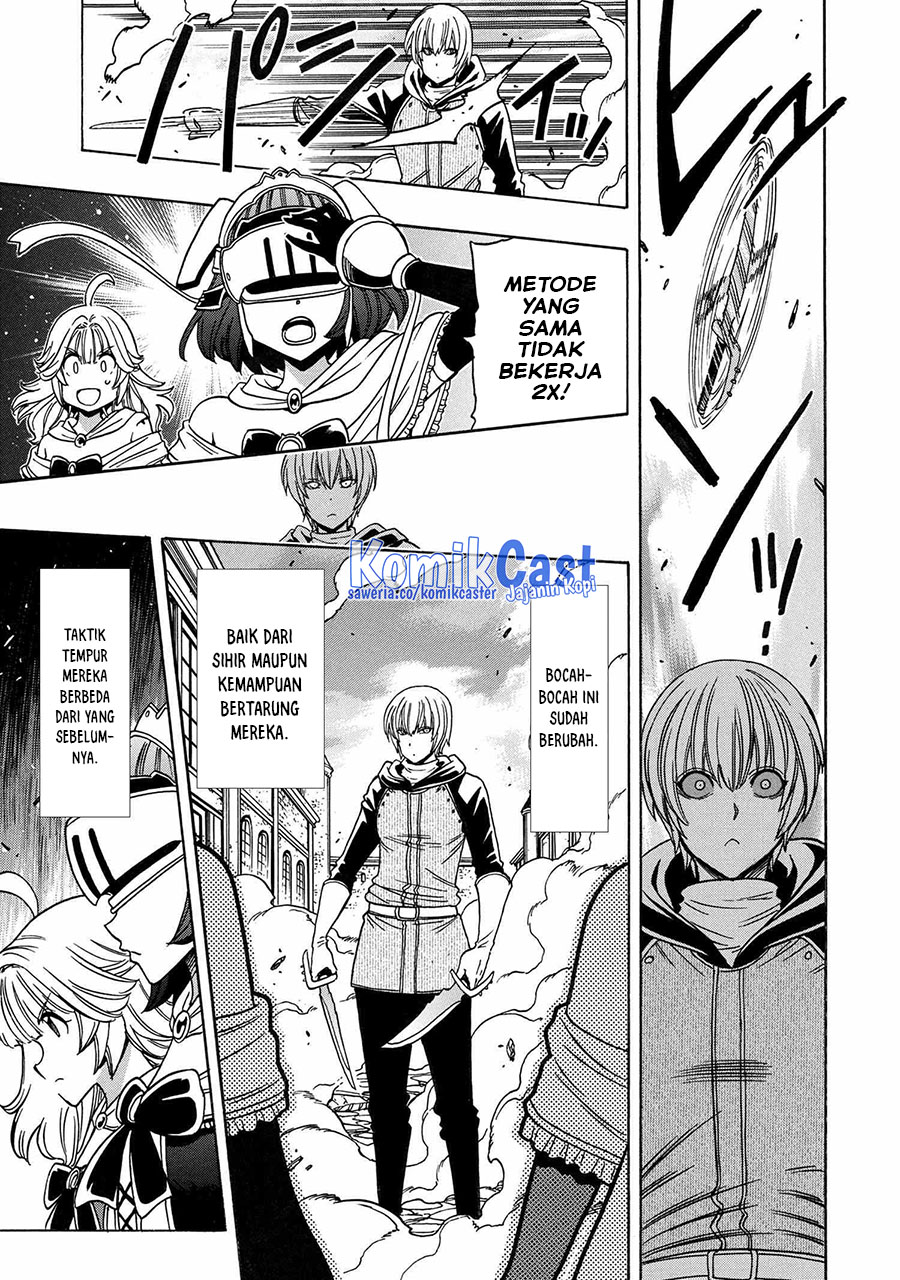 ヒュンッ
…!
パシィッ
METODE
YANG
SAMA
TIDAK
BEKERJA
2X!
KomikCast
saweria.co/komikcaster Jajanin Kopi
BOCAH-
BOCAH INI
SUDAH
BERUBAH.
BAIK DARI
SIHIR MAUPUN
KEMAMPUAN
BERTARUNG
MEREKA.
TAKTIK
TEMPUR
MEREKA
BERBEDA
DARI YANG
SEBELUM-
NYA.